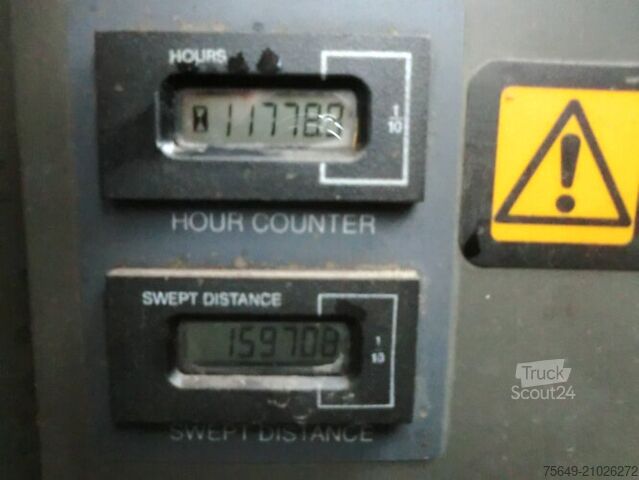 HOURS
1/10
HOUR COUNTER
SWEPT DISTANCE
159708
1/10
SWEPT DISTANCE
Truck
Scout24
75649-21026272